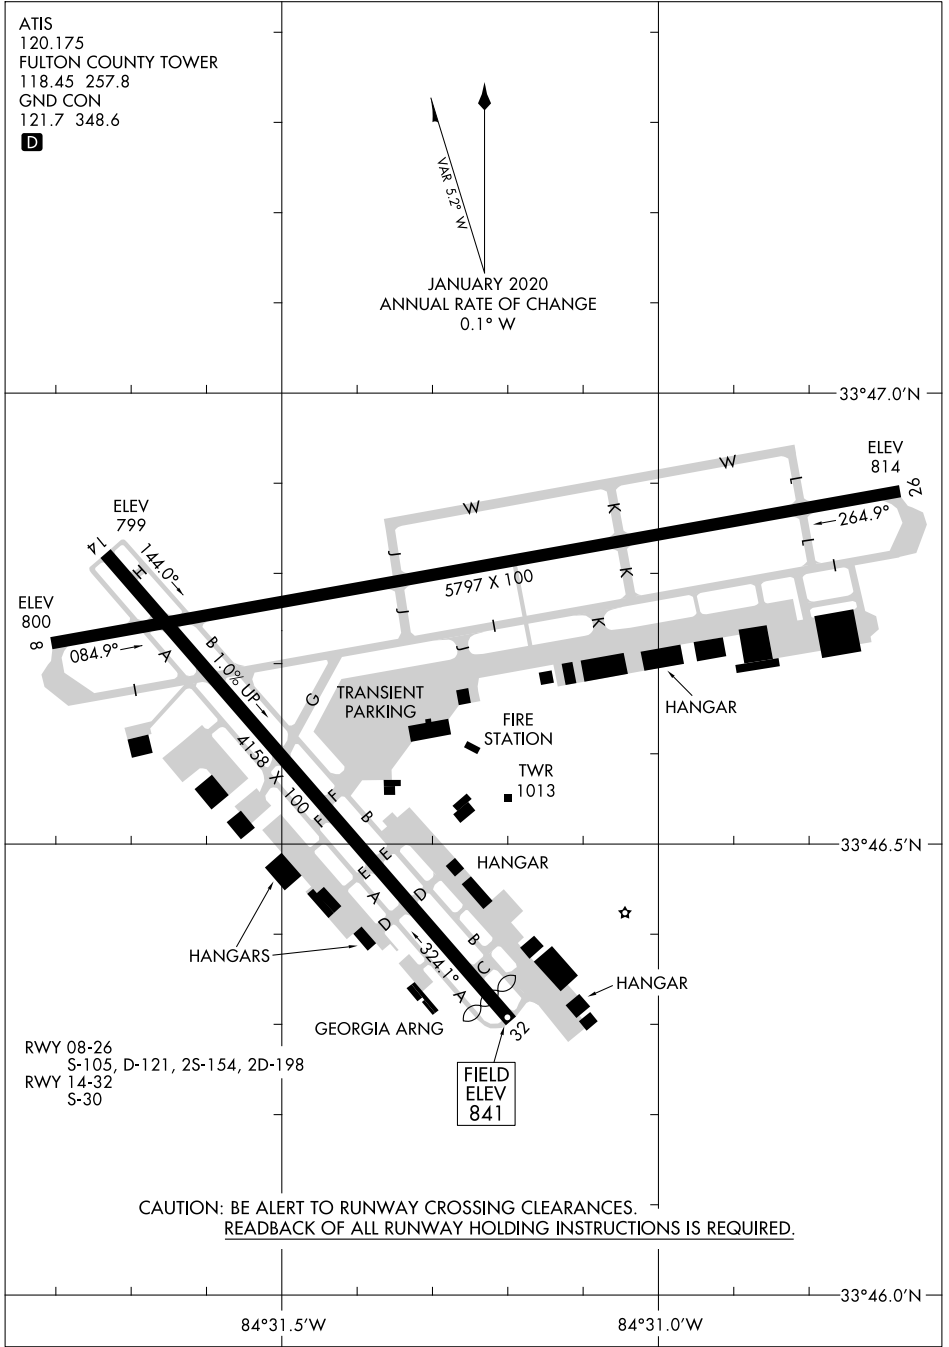 ATIS
120.175
FULTON COUNTY TOWER
118.45 257.8
GND CON
121.7 348.6
D
VAR 5.2° W
JANUARY 2020
ANNUAL RATE OF CHANGE
0.1° W
33°47.0'N
ELEV
814
26
264.9°
W
W
L
L
K
K
K
J
J
J
I
I
I
5797 X 100
ELEV
799
14
144.0°
H
ELEV
800
8
084.9°
A
B
1.0% UP
G
4158 X 100
TRANSIENT
PARKING
HANGAR
FIRE
STATION
TWR
1013
F
F
B
E
E
33°46.5'N
HANGAR
A
D
D
B
C
A
324.1°
HANGARS
HANGAR
GEORGIA ARNG
32
RWY 08-26
S-105, D-121, 2S-154, 2D-198
RWY 14-32
S-30
FIELD
ELEV
841
CAUTION: BE ALERT TO RUNWAY CROSSING CLEARANCES.
READBACK OF ALL RUNWAY HOLDING INSTRUCTIONS IS REQUIRED.
33°46.0'N
84°31.5'W
84°31.0'W